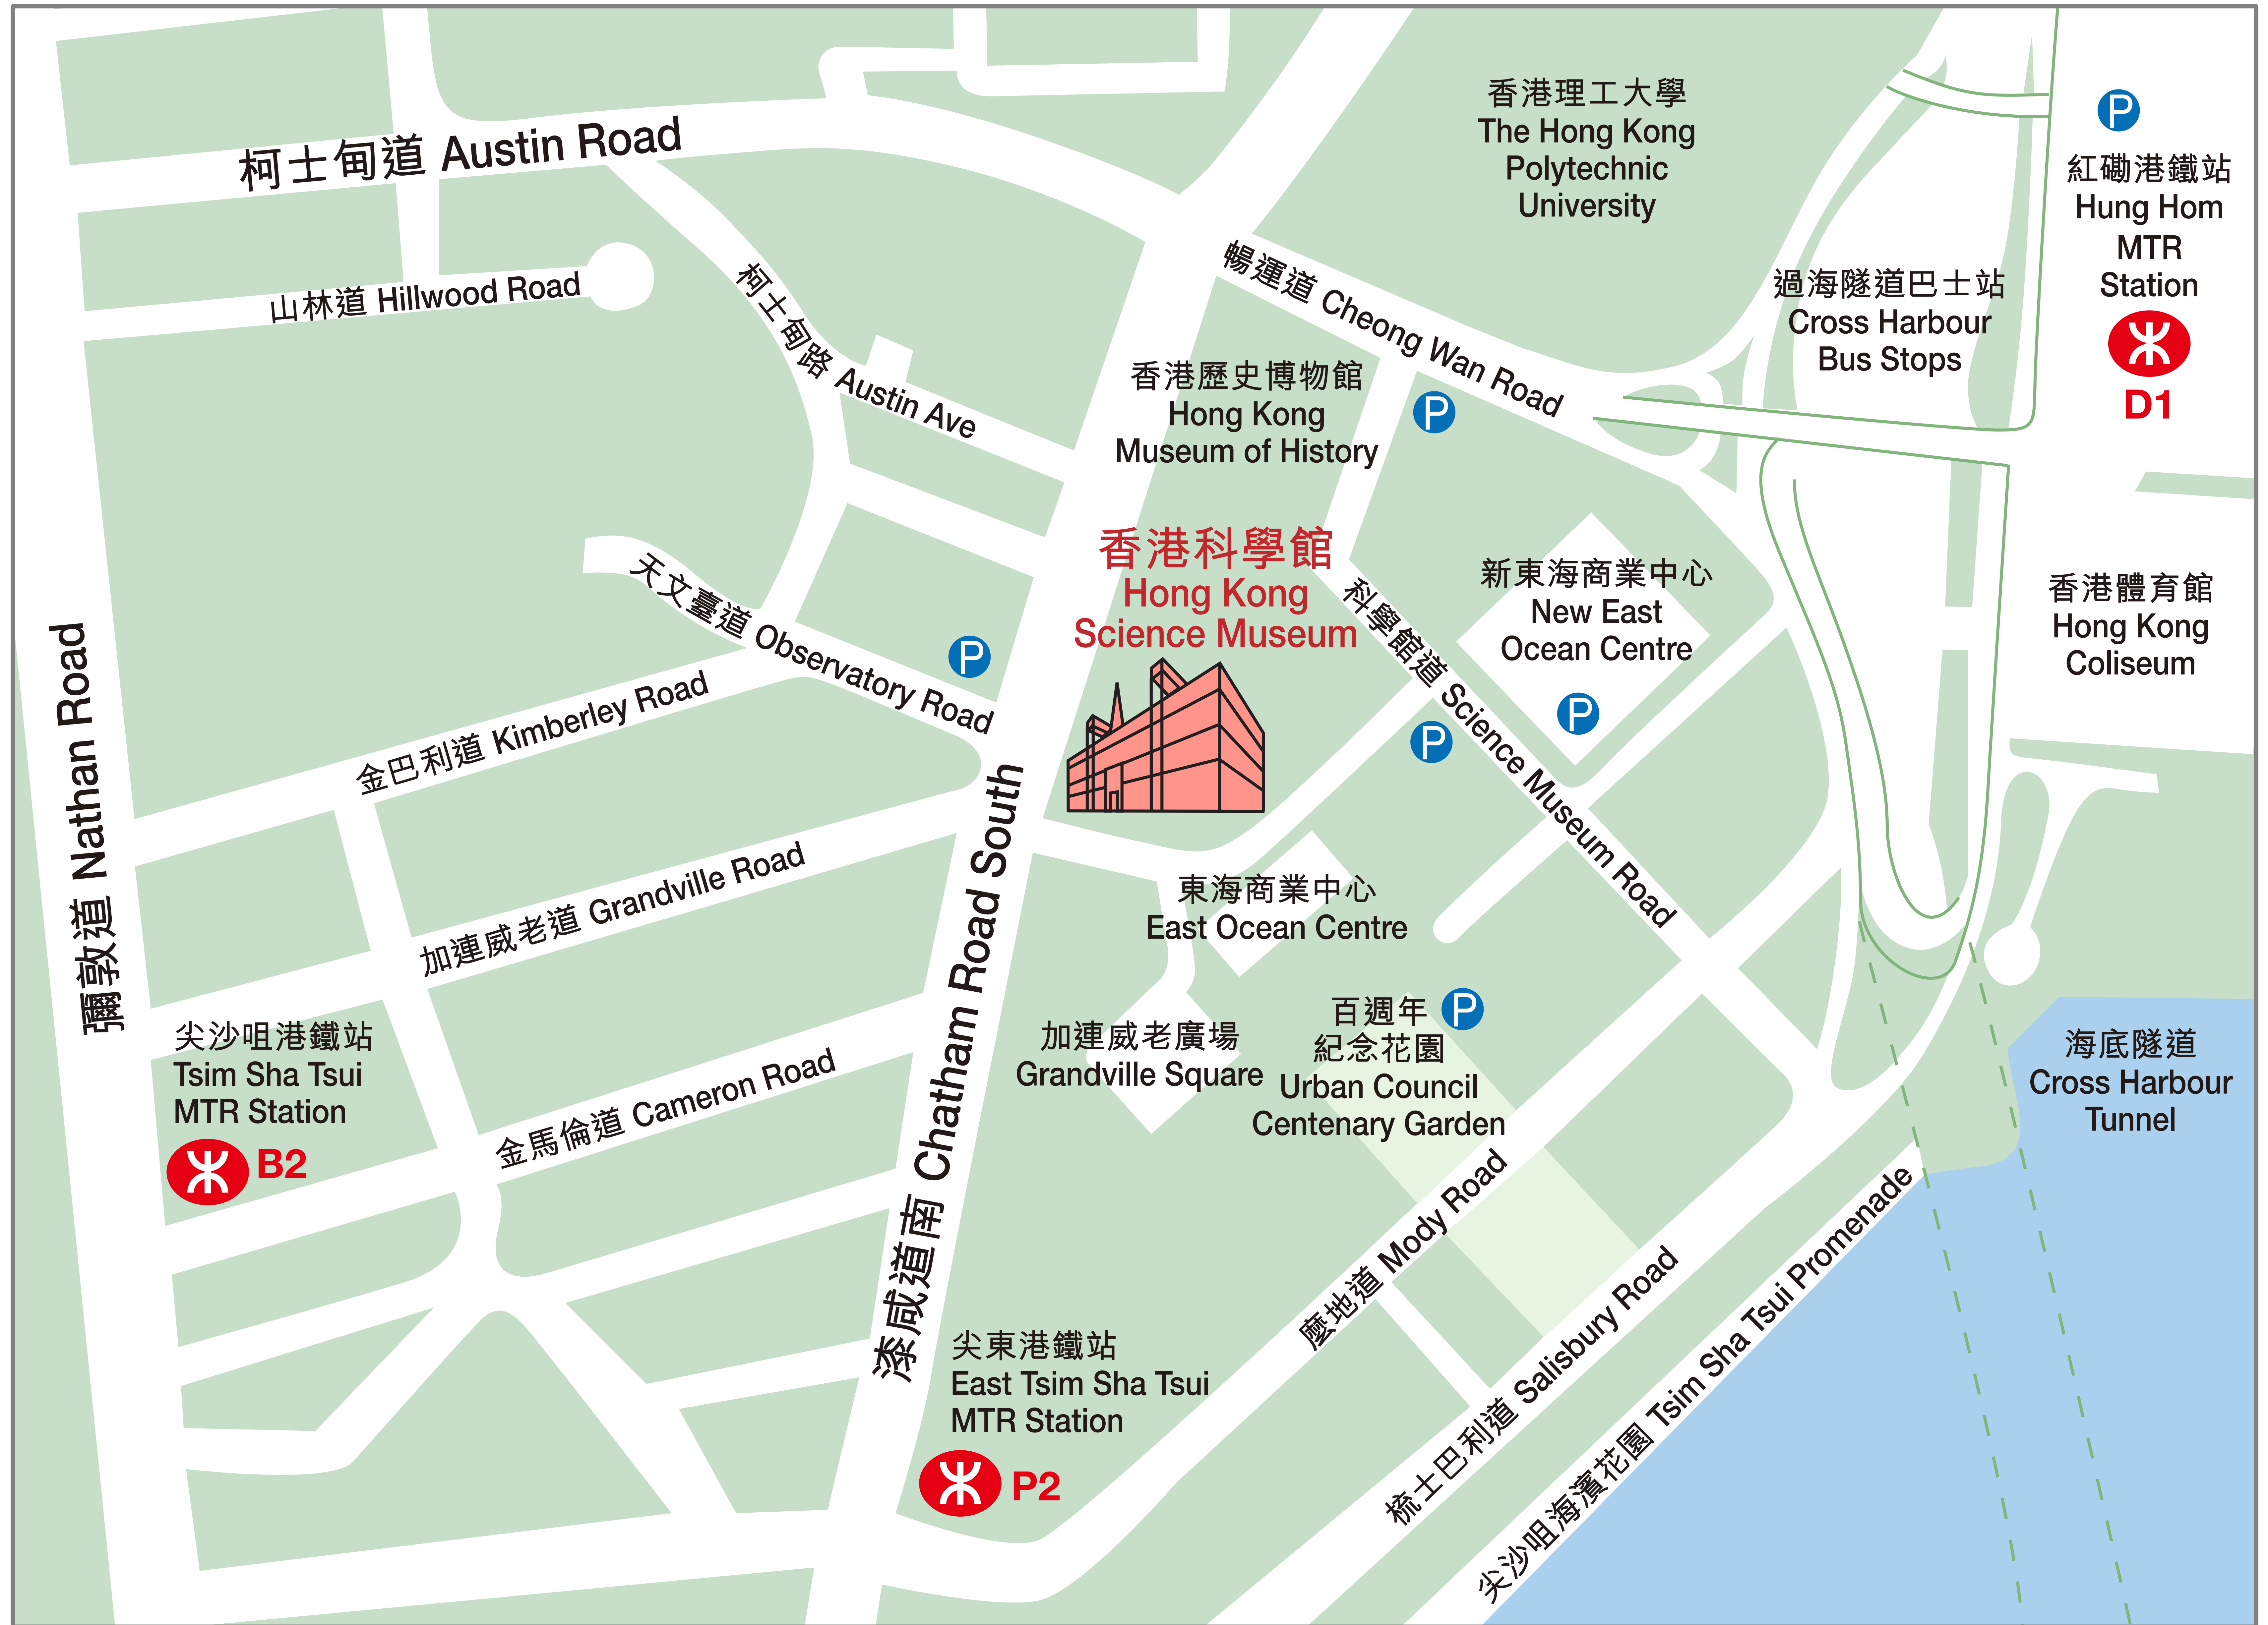 柯士甸道 Austin Road
山林道 Hillwood Road
柯士甸路 Austin Ave
香港理工大學
The Hong Kong
Polytechnic
University
P
紅磡港鐵站
Hung Hom
MTR
Station
D1
暢運道 Cheong Wan Road
過海隧道巴士站
Cross Harbour
Bus Stops
香港歷史博物館
Hong Kong
Museum of History
P
香港科學館
Hong Kong
Science Museum
科學館道 Science Museum Road
新東海商業中心
New East
Ocean Centre
P
P
香港體育館
Hong Kong
Coliseum
天文臺道 Observatory Road
P
金巴利道 Kimberley Road
彌敦道 Nathan Road
加連威老道 Grandville Road
漆咸道南 Chatham Road South
東海商業中心
East Ocean Centre
尖沙咀港鐵站
Tsim Sha Tsui
MTR Station
B2
金馬倫道 Cameron Road
加連威老廣場
Grandville Square
百週年
紀念花園
Urban Council
Centenary Garden
P
海底隧道
Cross Harbour
Tunnel
麼地道 Mody Road
梳士巴利道 Salisbury Road
尖沙咀海濱花園 Tsim Sha Tsui Promenade
尖東港鐵站
East Tsim Sha Tsui
MTR Station
P2